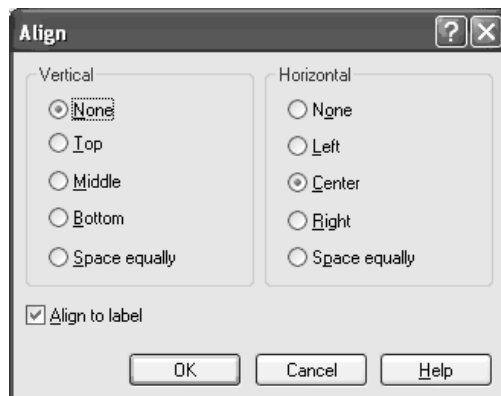 Align
Vertical
None
Top
Middle
Bottom
Space equally
Horizontal
None
Left
Center
Right
Space equally
Align to label
OK Cancel Help